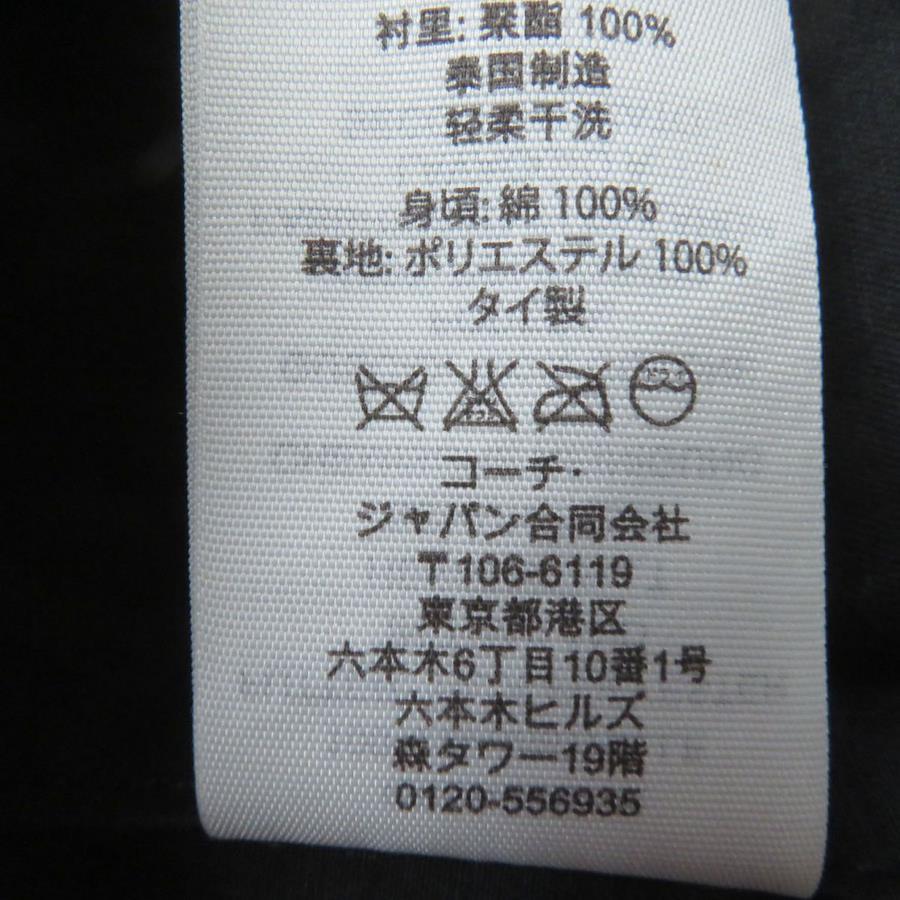 衬里: 聚酯 100%
泰国制造
轻柔干洗
身頃: 綿 100%
裏地: ポリエステル 100%
タイ製
コーチ・
ジャパン合同会社
〒106-6119
東京都港区
六本木6丁目10番1号
六本木ヒルズ
森タワー19階
0120-556935